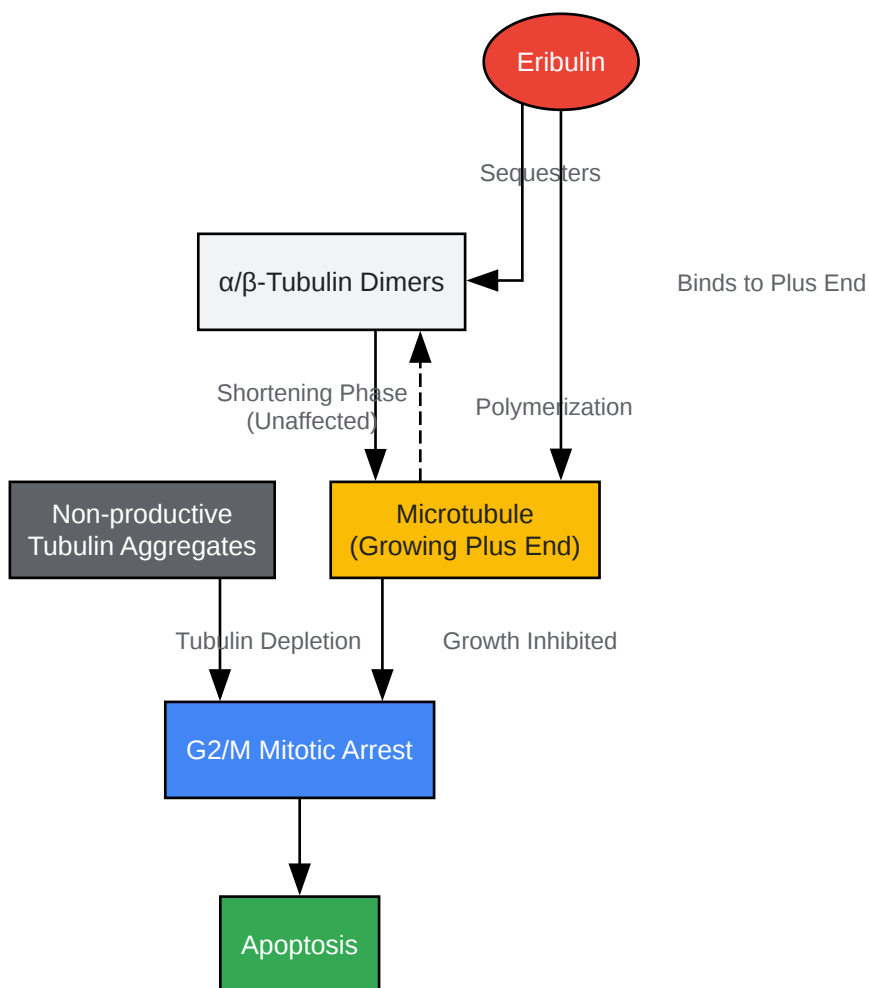 Eribulin
Sequesters
α/β-Tubulin Dimers
Binds to Plus End
Shortening Phase
(Unaffected)
Polymerization
Non-productive
Tubulin Aggregates
Microtubule
(Growing Plus End)
Tubulin Depletion
Growth Inhibited
G2/M Mitotic Arrest
Apoptosis